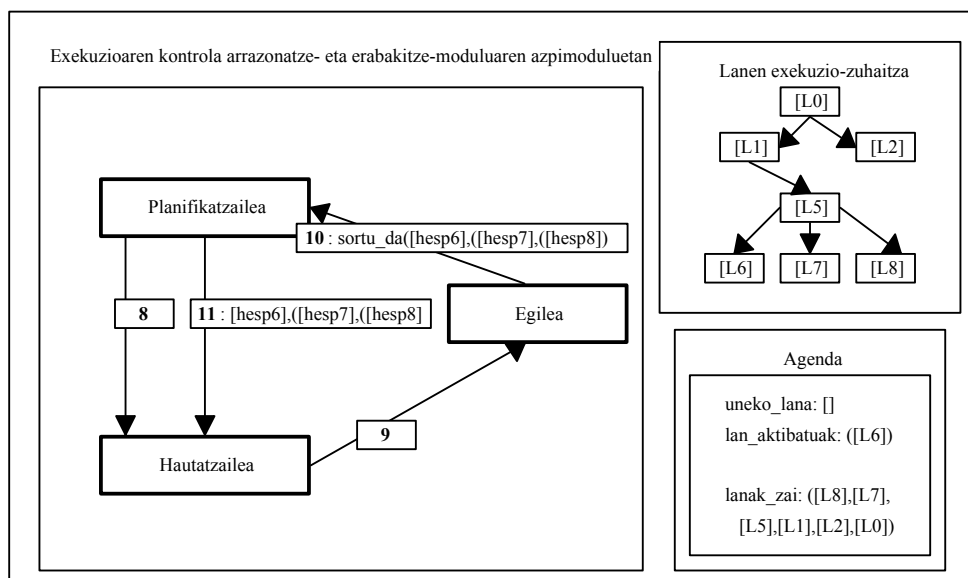 Exekuzioaren kontrola arrazonatze- eta erabakitze-moduluaren azpimoduluetan
Planifikatzailea
10 : sortu_da([hesp6],([hesp7],([hesp8])
8
11 : [hesp6],([hesp7],([hesp8]
Egilea
9
Hautatzailea
Lanen exekuzio-zuhaitza
[L0]
[L1]
[L2]
[L5]
[L6]
[L7]
[L8]
Agenda
uneko_lana: []
lan_aktibatuak: ([L6])
lanak_zai: ([L8],[L7],
[L5],[L1],[L2],[L0])